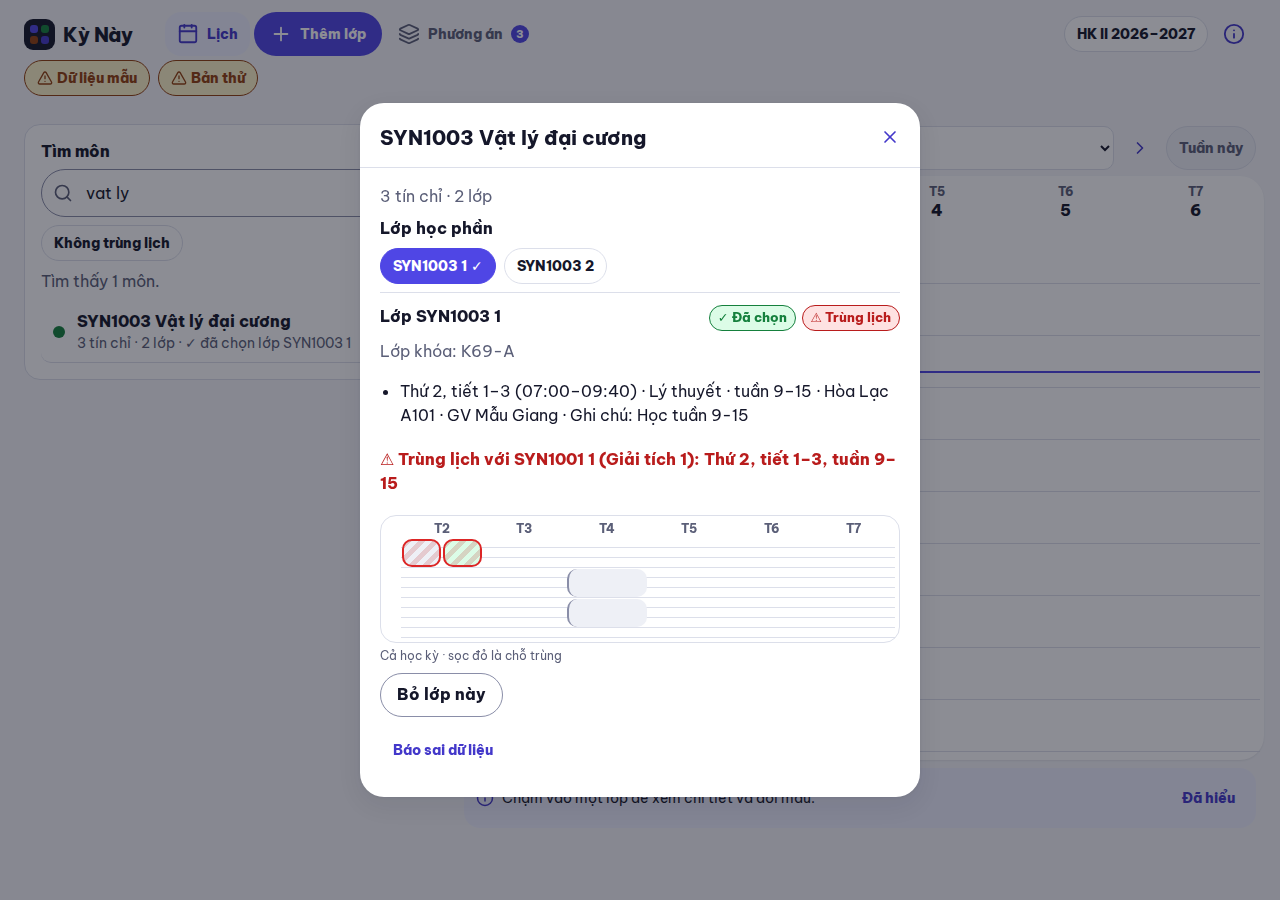 Kỳ Này
Lịch
Thêm lớp
Phương án 3
HK II 2026–2027
Dữ liệu mẫu
Bản thử
Tìm môn
vat ly
Không trùng lịch
Tìm thấy 1 môn.
SYN1003 Vật lý đại cương
3 tín chỉ · 2 lớp · ✓ đã chọn lớp SYN1003 1
Tuần này
T5 T6 T7
4 5 6
SYN1003 Vật lý đại cương
3 tín chỉ · 2 lớp
Lớp học phần
SYN1003 1 ✓
SYN1003 2
Lớp SYN1003 1
✓ Đã chọn
⚠ Trùng lịch
Lớp khóa: K69-A
• Thứ 2, tiết 1–3 (07:00–09:40) · Lý thuyết · tuần 9–15 · Hòa Lạc
A101 · GV Mẫu Giang · Ghi chú: Học tuần 9-15
⚠ Trùng lịch với SYN1001 1 (Giải tích 1): Thứ 2, tiết 1–3, tuần 9–
15
T2 T3 T4 T5 T6 T7
Cả học kỳ · sọc đỏ là chỗ trùng
Bỏ lớp này
Báo sai dữ liệu
Chạm vào một lớp để xem chi tiết và đổi màu.
Đã hiểu